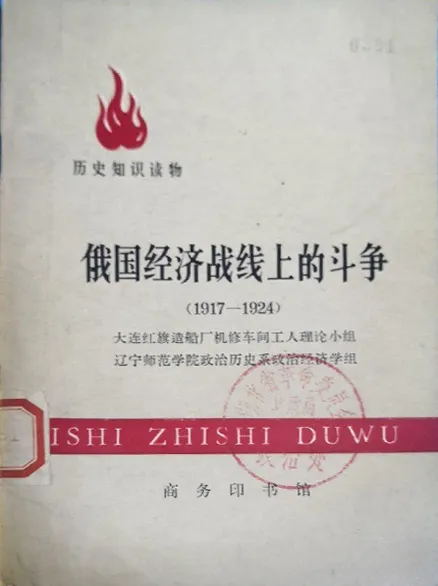 历史知识读物
俄国经济战线上的斗争
(1917—1924)
大连红旗造船厂机修车间工人理论小组
辽宁师范学院政治历史系政治经济学组
ISHI ZHISHI DUWU
商务印书馆